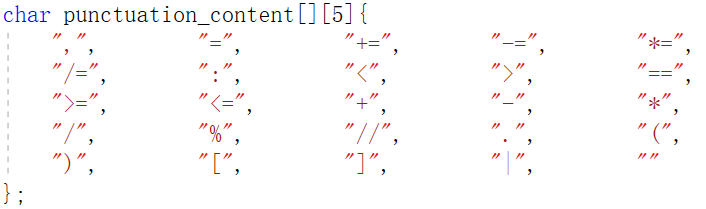 char punctuation_content[][5]{
",", "=", "+=", "-=", "*=",
"/=", ":", "<", ">", "==",
">=", "<=", "+", "-", "*",
"/", "%", "//", ".", "(",
")", "[", "]", "|", ""
};